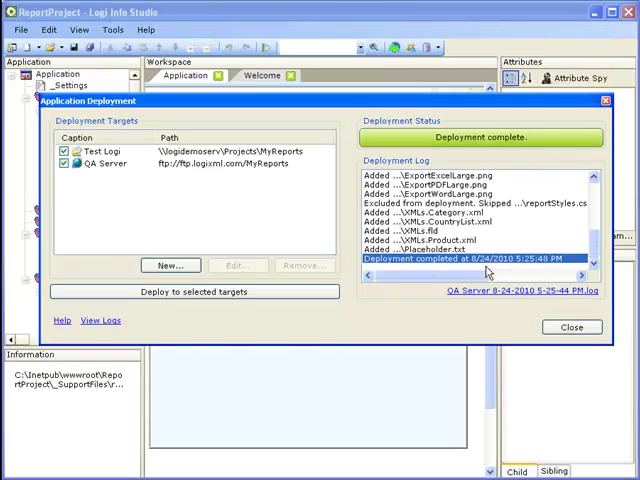 ReportProject - Logi Info Studio
File Edit View Tools Help
Application
Workspace
Attributes
Application
_Settings
Application Welcome
Attribute Spy
Application Deployment
Deployment Targets
Caption Path
Test Logi \\logidemoserv\Projects\MyReports
QA Server ftp://ftp.logixml.com/MyReports
New... Edit... Remove...
Deploy to selected targets
Help View Logs
Deployment Status
Deployment complete.
Deployment Log
Added ...\ExportExcelLarge.png
Added ...\ExportPDFLarge.png
Added ...\ExportWordLarge.png
Excluded from deployment. Skipped ...\reportStyles.cs
Added ...\XMLs.Category.xml
Added ...\XMLs.CountryList.xml
Added ...\XMLs.fld
Added ...\XMLs.Product.xml
Added ...\Placeholder.txt
Deployment completed at 8/24/2010 5:25:48 PM
QA Server 8-24-2010 5-25-44 PM.log
Close
Information
C:\Inetpub\wwwroot\Repo
rtProject\_SupportFiles\r...
Child Sibling